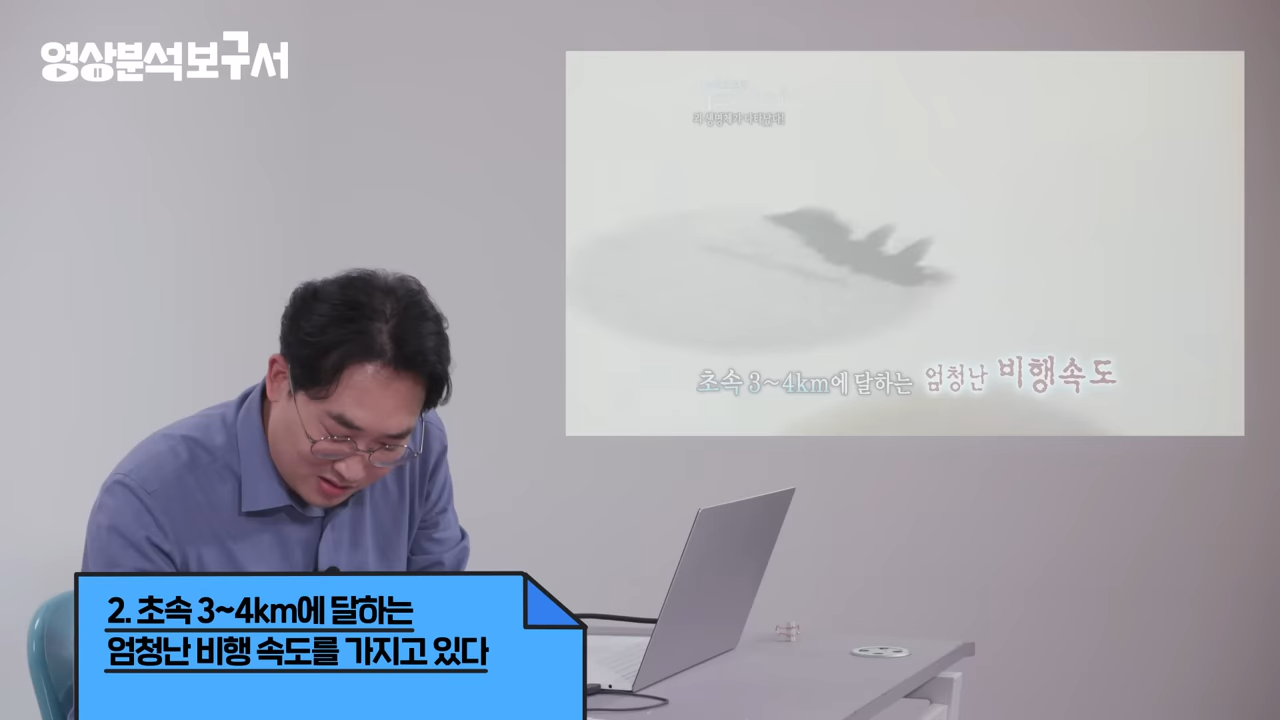 영상분석보구서
초속 3~4km에 달하는 엄청난 비행속도
2. 초속 3~4km에 달하는
엄청난 비행 속도를 가지고 있다